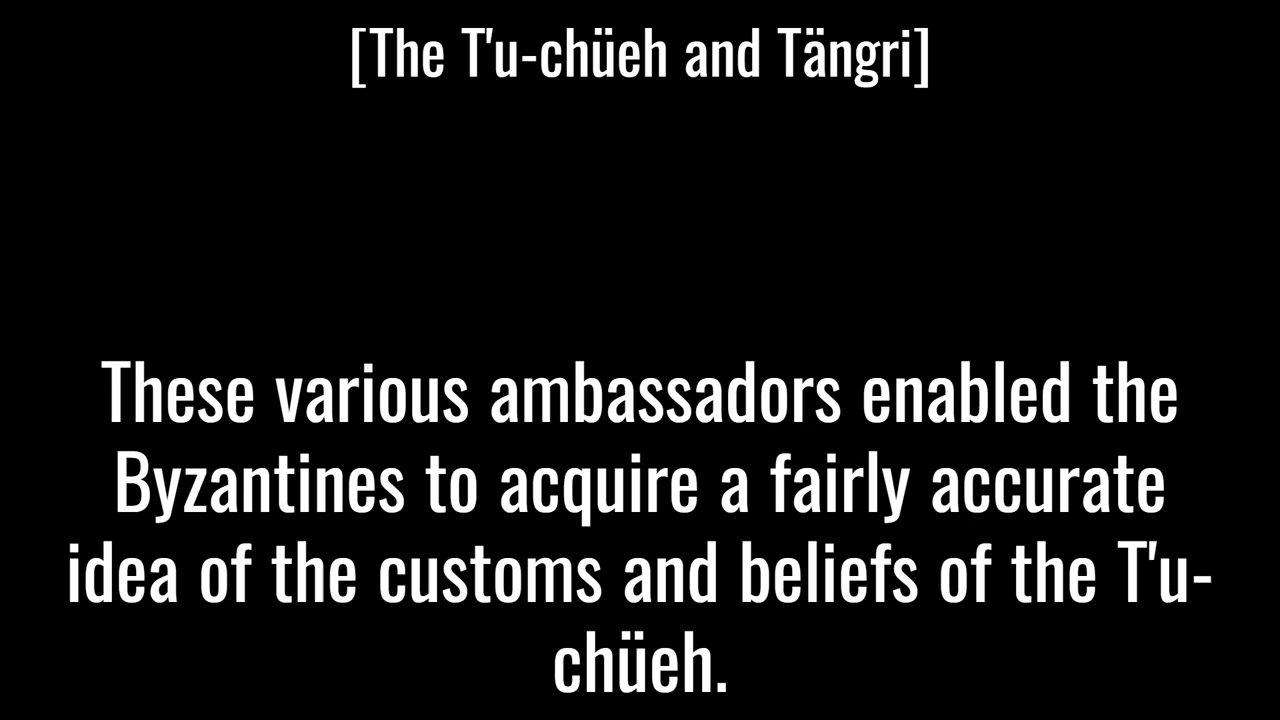 [The T'u-chüeh and Tängri]
These various ambassadors enabled the
Byzantines to acquire a fairly accurate
idea of the customs and beliefs of the T'u-
chüeh.